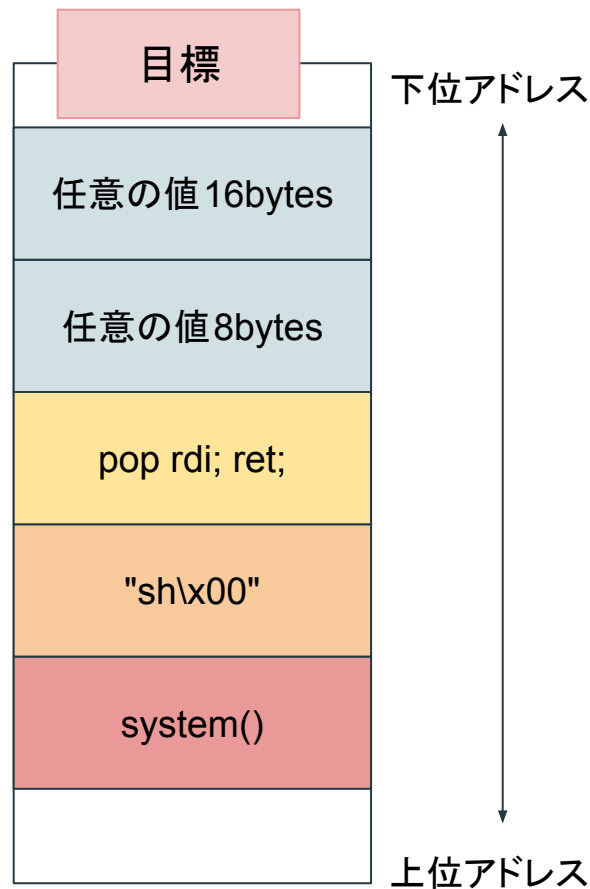 目標
下位アドレス
任意の値16bytes
任意の値8bytes
pop rdi; ret;
"sh\x00"
system()
上位アドレス